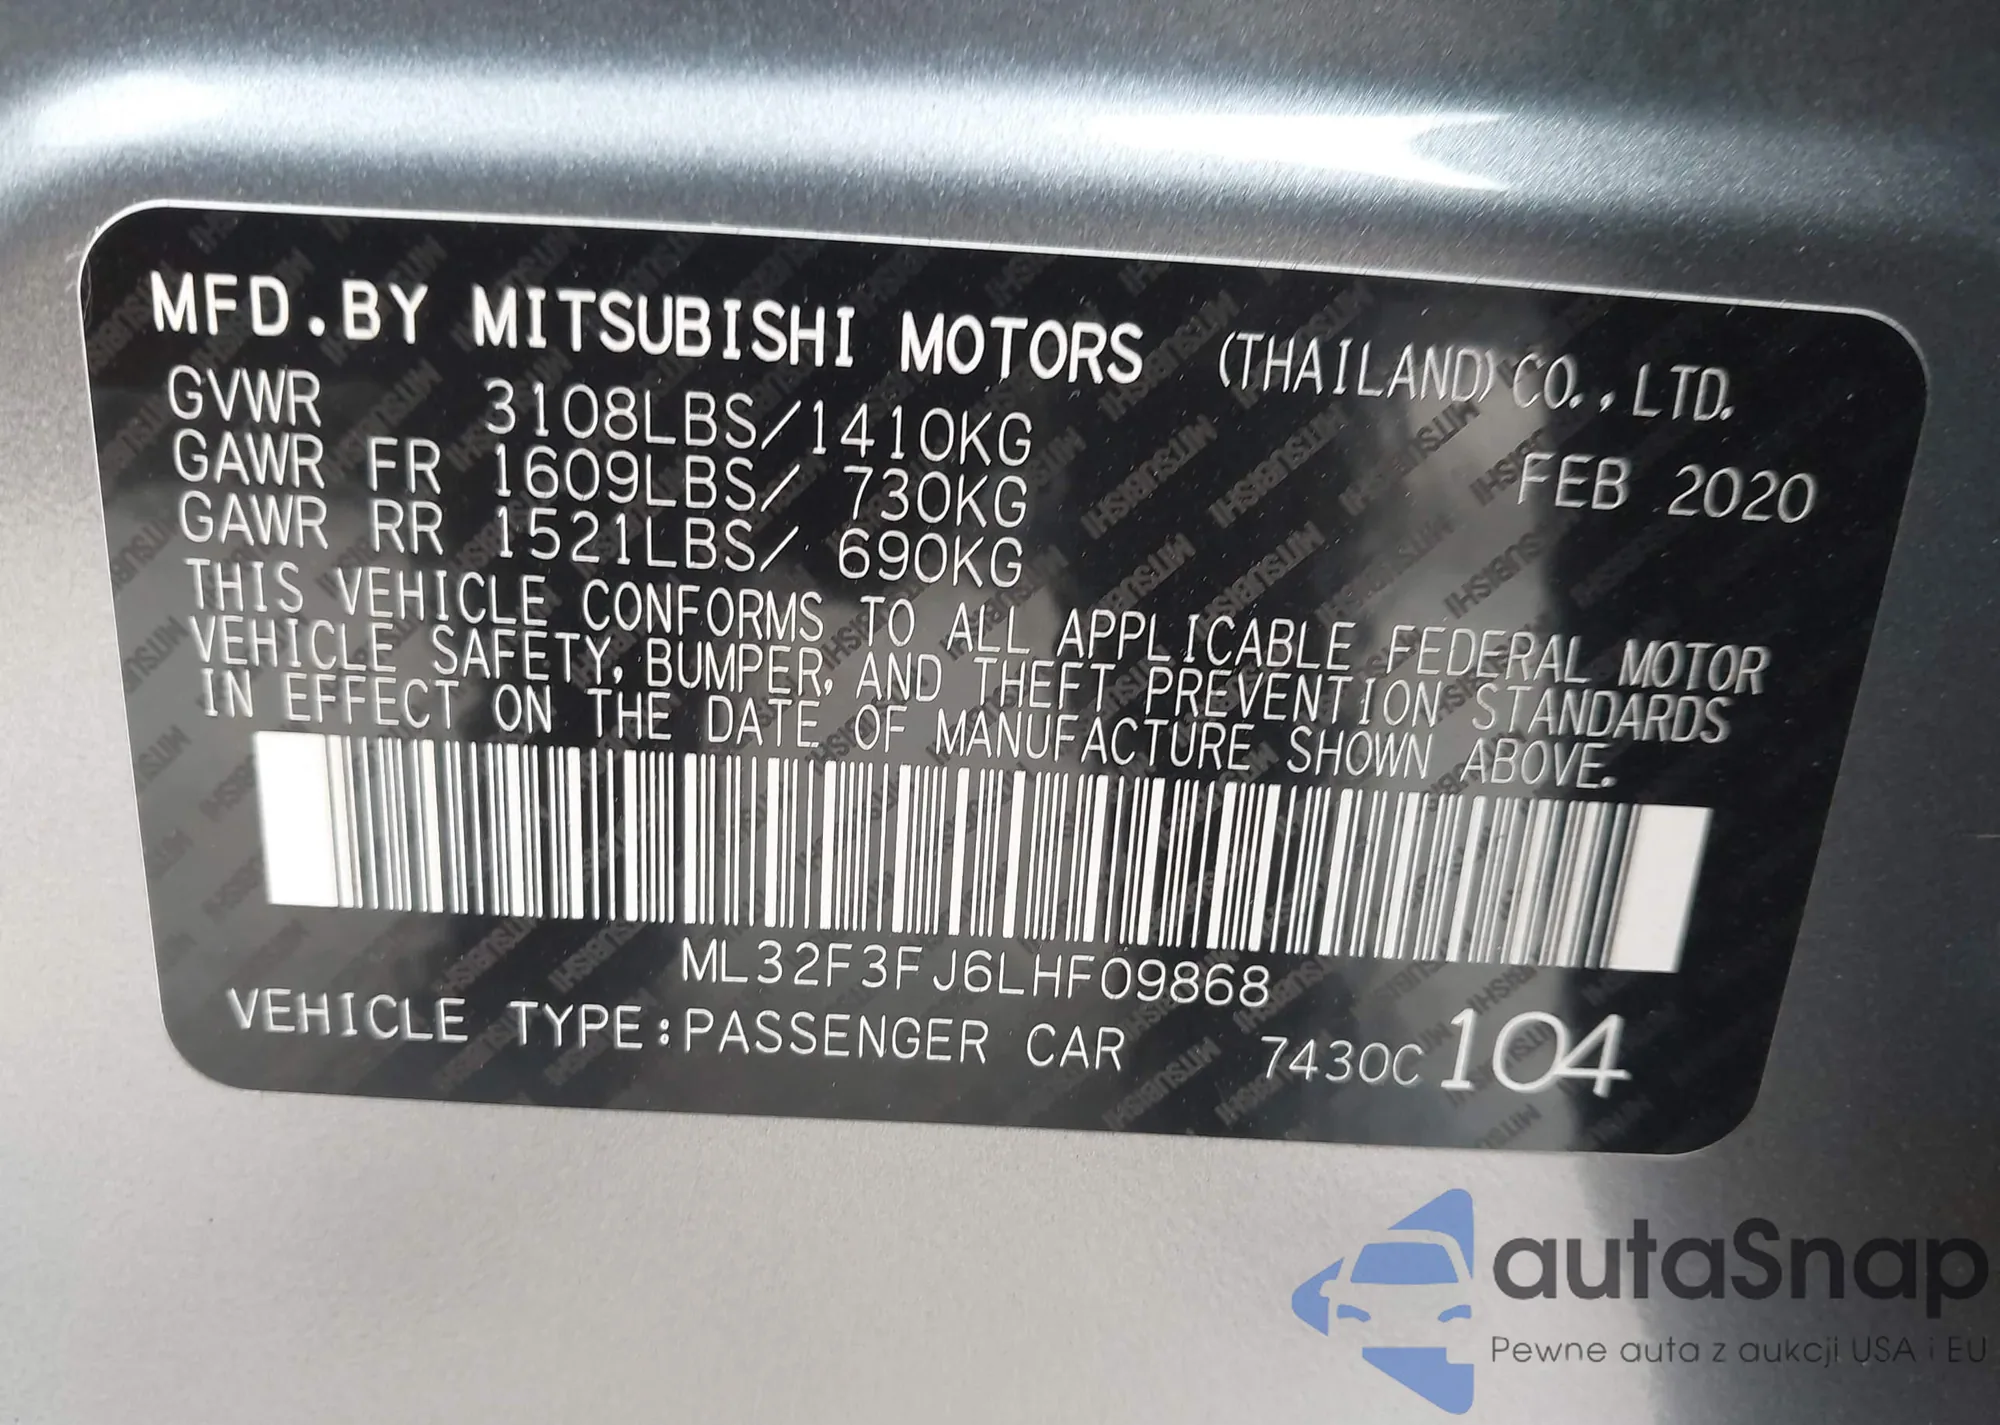 MFD.BY MITSUBISHI MOTORS (THAILAND) CO.,LTD.
GVWR 3108LBS/1410KG
GAWR FR 1609LBS/ 730KG FEB 2020
GAWR RR 1521LBS/ 690KG
THIS VEHICLE CONFORMS TO ALL APPLICABLE FEDERAL MOTOR
VEHICLE SAFETY, BUMPER, AND THEFT PREVENTION STANDARDS
IN EFFECT ON THE DATE OF MANUFACTURE SHOWN ABOVE.
ML32F3FJ6LHF09868
VEHICLE TYPE:PASSENGER CAR 7430C 104
autaSnap
Pewne auta z aukcji USA i EU